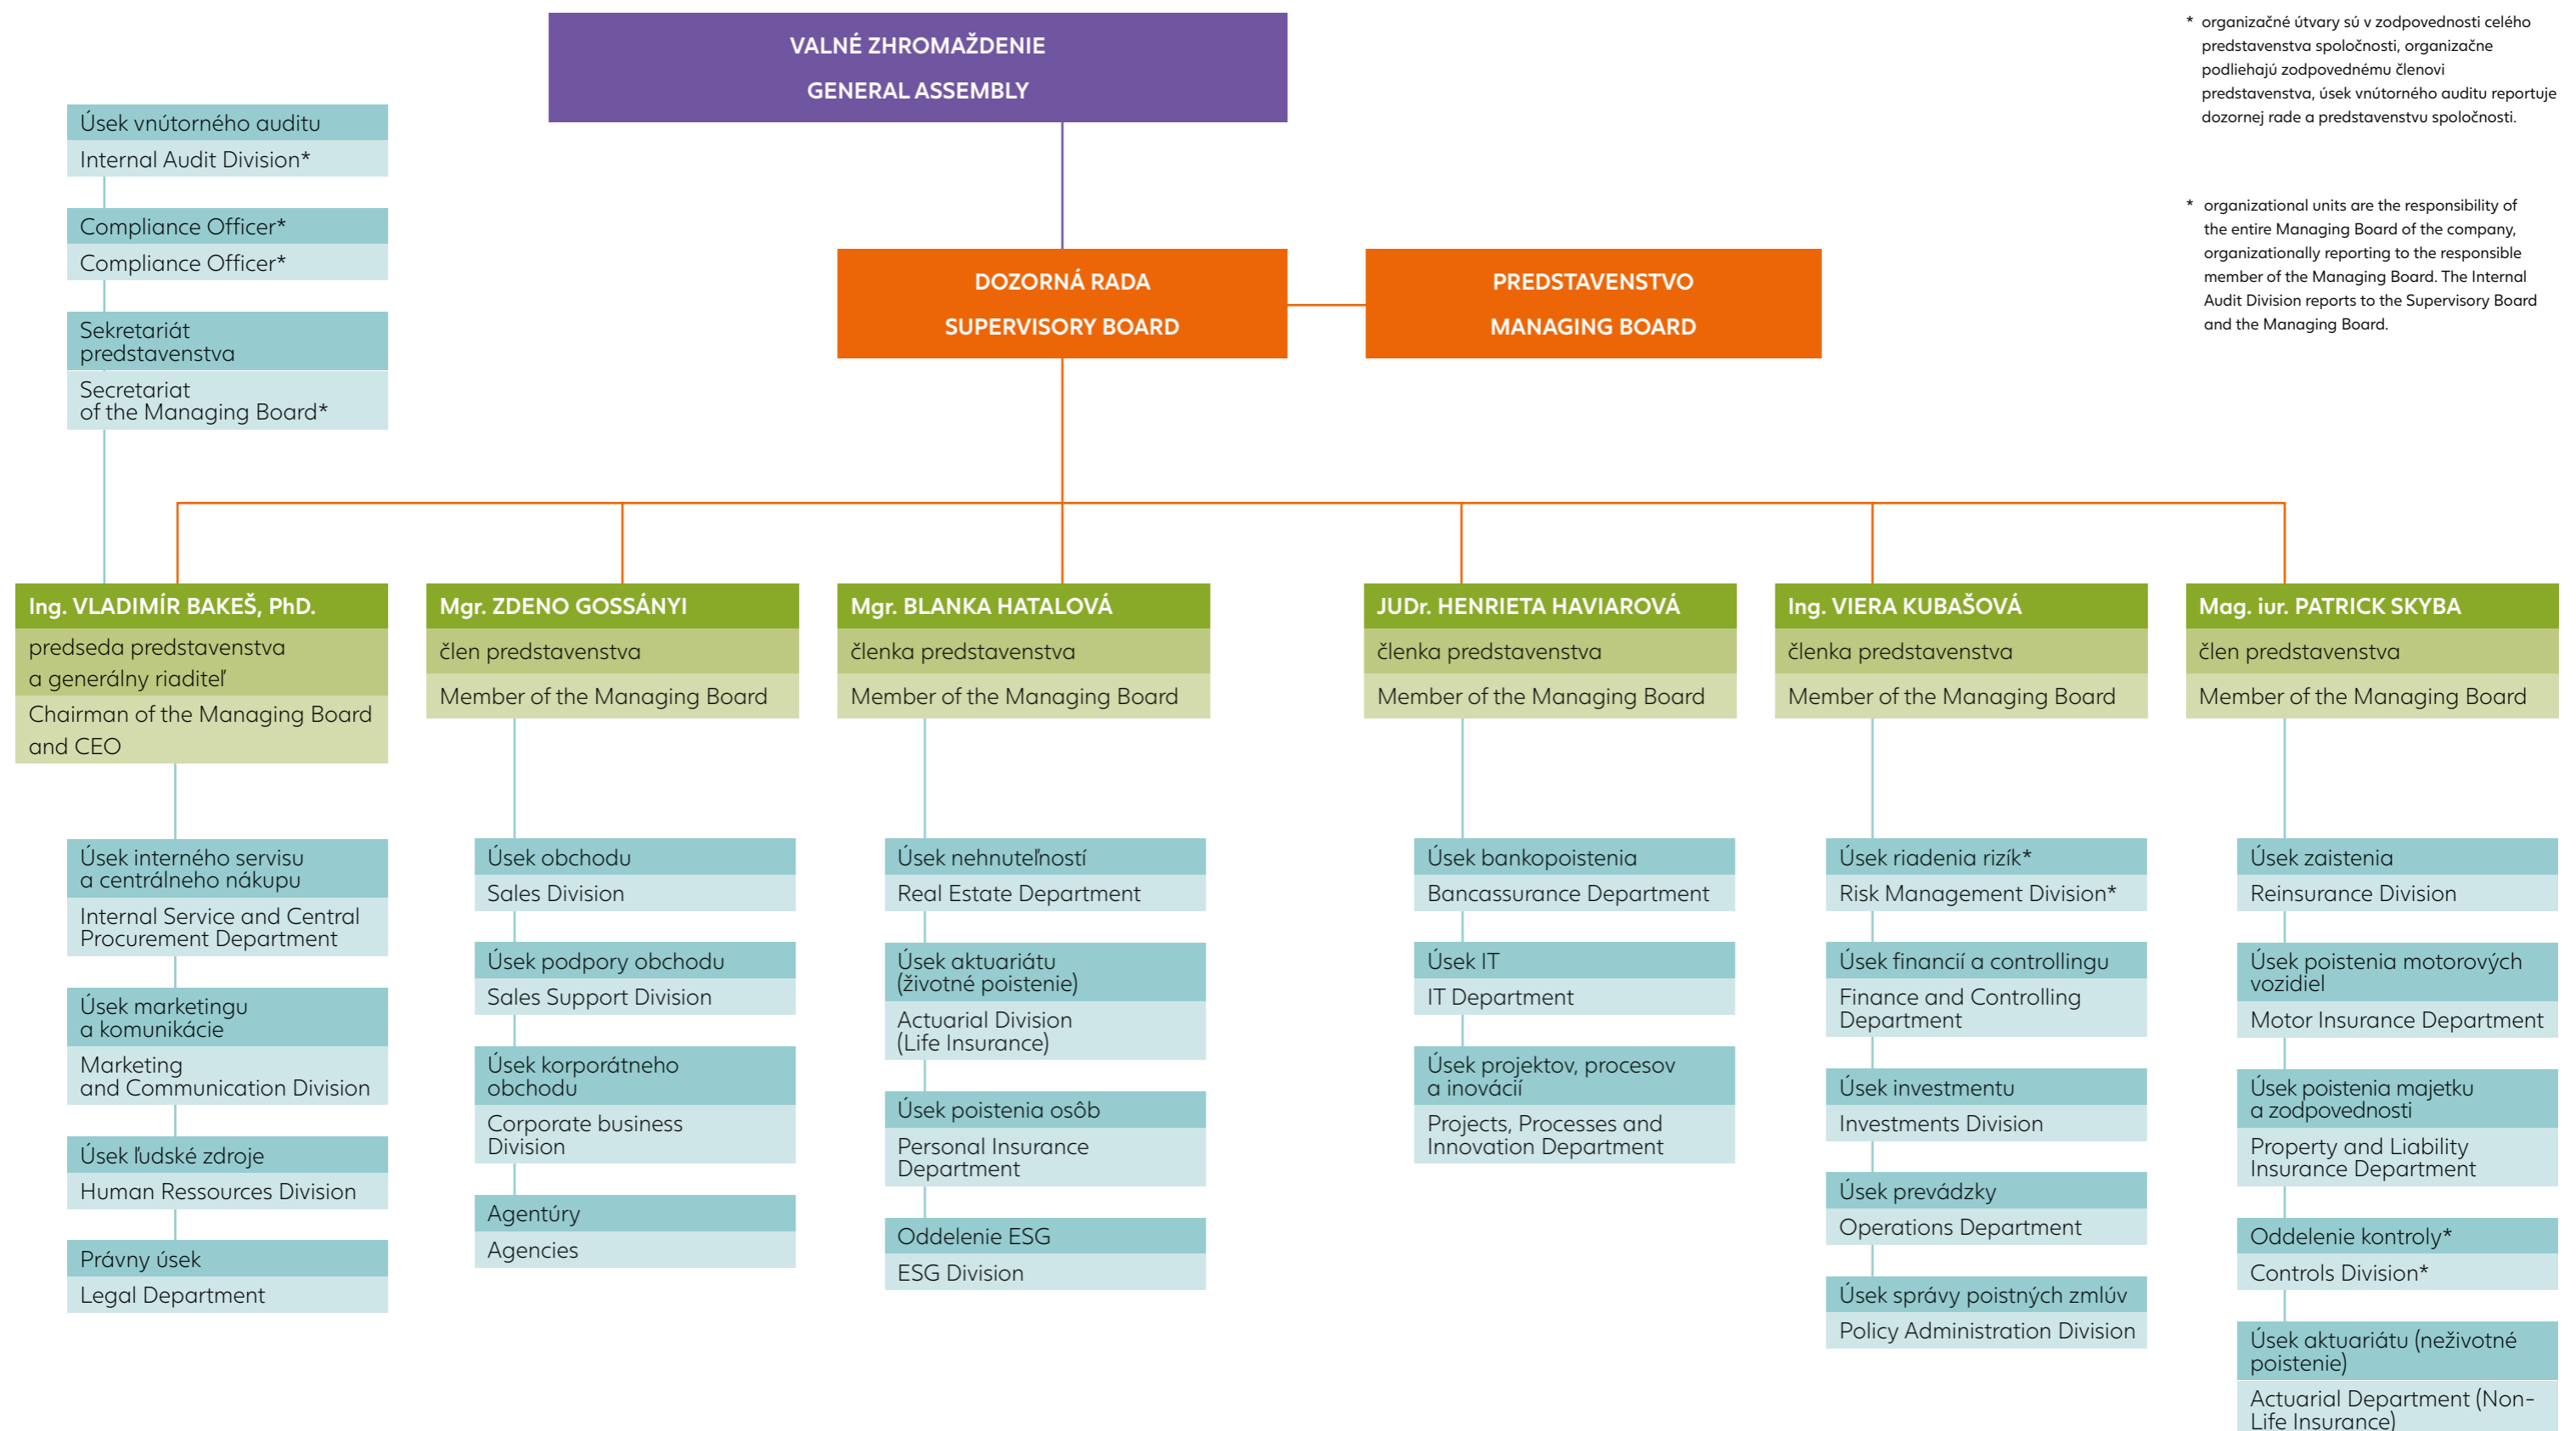 VALNÉ ZHROMAŽDENIE
GENERAL ASSEMBLY
* organizačné útvary sú v zodpovednosti celého
predstavenstva spoločnosti, organizačne
podliehajú zodpovednému členovi
predstavenstva, úsek vnútorného auditu reportuje
dozornej rade a predstavenstvu spoločnosti.
* organizational units are the responsibility of
the entire Managing Board of the company,
organizationally reporting to the responsible
member of the Managing Board. The Internal
Audit Division reports to the Supervisory Board
and the Managing Board.
Úsek vnútorného auditu
Internal Audit Division*
Compliance Officer*
Compliance Officer*
Sekretariát
predstavenstva
Secretariat
of the Managing Board*
DOZORNÁ RADA
SUPERVISORY BOARD
PREDSTAVENSTVO
MANAGING BOARD
Ing. VLADIMÍR BAKEŠ, PhD.
predseda predstavenstva
a generálny riaditeľ
Chairman of the Managing Board
and CEO
Úsek interného servisu
a centrálneho nákupu
Internal Service and Central
Procurement Department
Úsek marketingu
a komunikácie
Marketing
and Communication Division
Úsek ľudské zdroje
Human Ressources Division
Právny úsek
Legal Department
Mgr. ZDENO GOSSÁNYI
člen predstavenstva
Member of the Managing Board
Úsek obchodu
Sales Division
Úsek podpory obchodu
Sales Support Division
Úsek korporátneho
obchodu
Corporate business
Division
Agentúry
Agencies
Mgr. BLANKA HATALOVÁ
členka predstavenstva
Member of the Managing Board
Úsek nehnuteľností
Real Estate Department
Úsek aktuariátu
(životné poistenie)
Actuarial Division
(Life Insurance)
Úsek poistenia osôb
Personal Insurance
Department
Oddelenie ESG
ESG Division
JUDr. HENRIETA HAVIAROVÁ
členka predstavenstva
Member of the Managing Board
Úsek bankopoistenia
Bancassurance Department
Úsek IT
IT Department
Úsek projektov, procesov
a inovácií
Projects, Processes and
Innovation Department
Ing. VIERA KUBAŠOVÁ
členka predstavenstva
Member of the Managing Board
Úsek riadenia rizík*
Risk Management Division*
Úsek financií a controllingu
Finance and Controlling
Department
Úsek investmentu
Investments Division
Úsek prevádzky
Operations Department
Úsek správy poistných zmlúv
Policy Administration Division
Mag. iur. PATRICK SKYBA
člen predstavenstva
Member of the Managing Board
Úsek zaistenia
Reinsurance Division
Úsek poistenia motorových
vozidiel
Motor Insurance Department
Úsek poistenia majetku
a zodpovednosti
Property and Liability
Insurance Department
Oddelenie kontroly*
Controls Division*
Úsek aktuariátu (neživotné
poistenie)
Actuarial Department (Non-
Life Insurance)